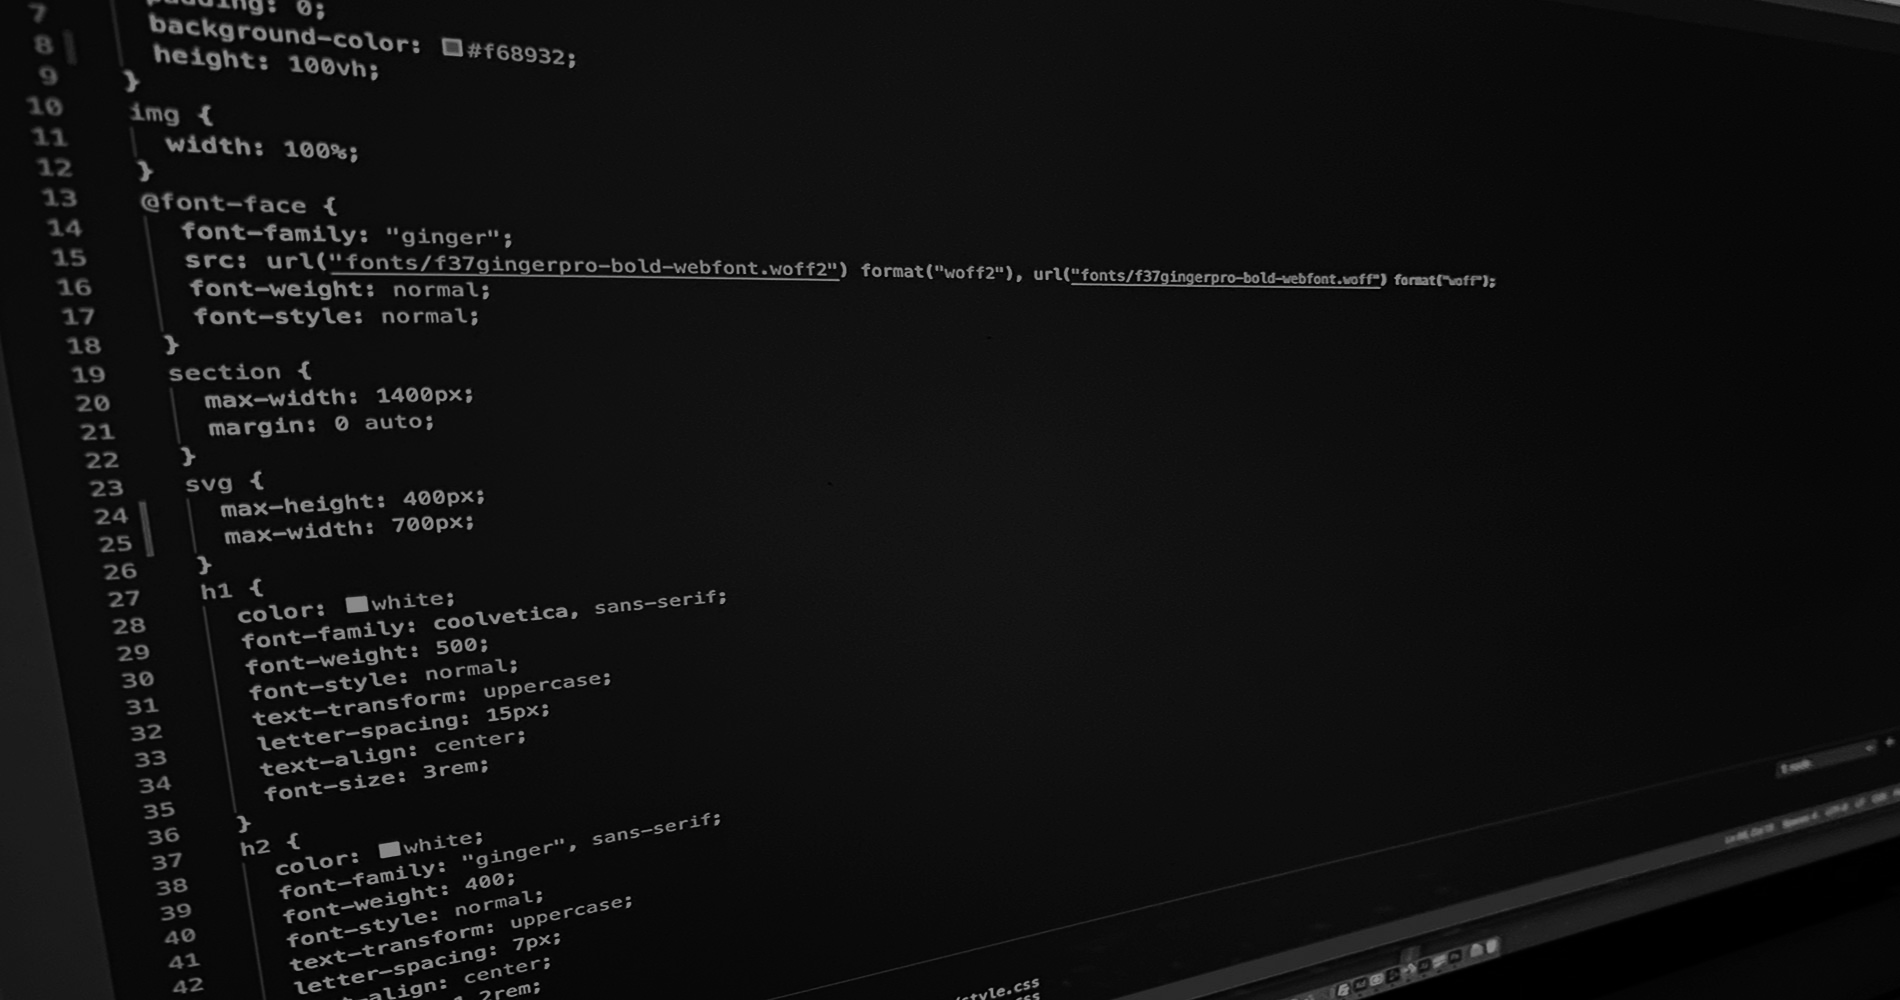 7 padding: 0;
8 background-color: #f68932;
9 height: 100vh;
10 }
11 img {
12 width: 100%;
13 }
14 @font-face {
15 font-family: "ginger";
16 src: url("fonts/f37gingerpro-bold-webfont.woff2") format("woff2"), url("fonts/f37gingerpro-bold-webfont.woff") format("woff");
17 font-weight: normal;
18 font-style: normal;
19 }
20 section {
21 max-width: 1400px;
22 margin: 0 auto;
23 }
24 svg {
25 max-height: 400px;
26 max-width: 700px;
27 }
28 h1 {
29 color: white;
30 font-family: coolvetica, sans-serif;
31 font-weight: 500;
32 font-style: normal;
33 text-transform: uppercase;
34 letter-spacing: 15px;
35 text-align: center;
36 font-size: 3rem;
37 }
38 h2 {
39 color: white;
40 font-family: "ginger", sans-serif;
41 font-weight: 400;
42 font-style: normal;
text-transform: uppercase;
letter-spacing: 7px;
text-align: center;
2rem;
/style.css